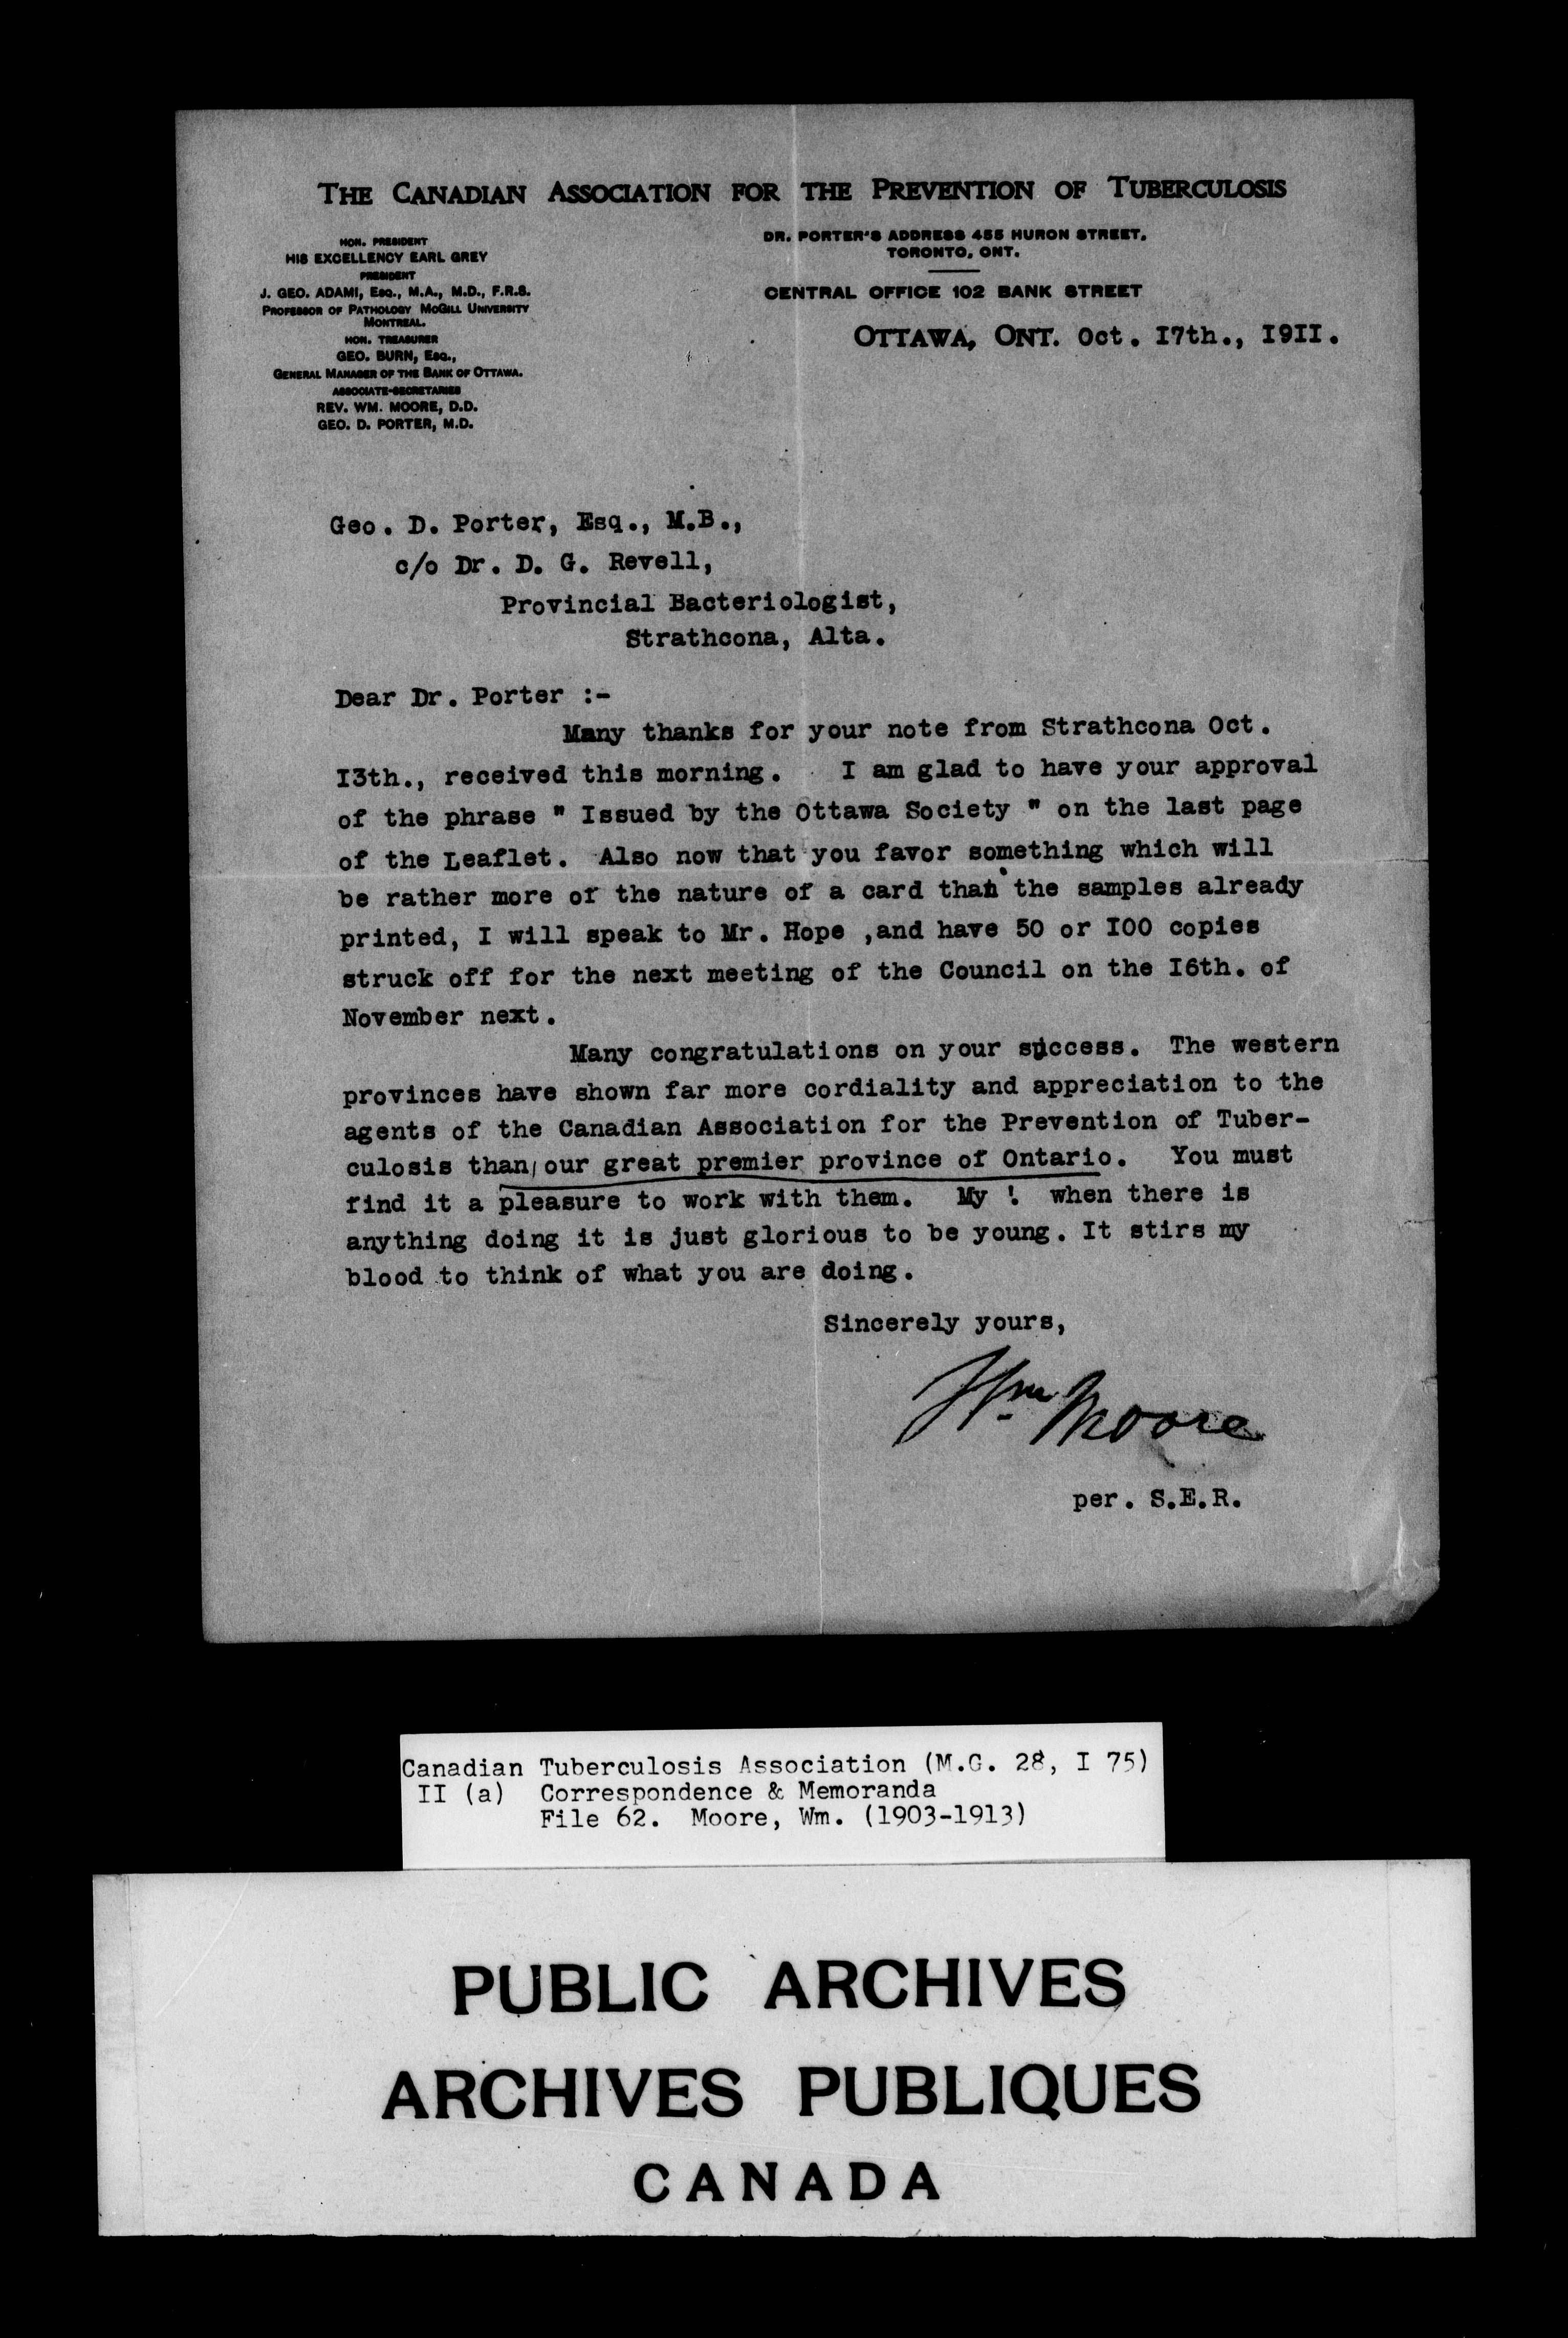 THE CANADIAN ASSOCIATION FOR THE PREVENTION OF TUBERCULOSIS
HON. PRESIDENT
HIS EXCELLENCY EARL GREY
PRESIDENT
J. GEO. ADAMI, ESQ., M.A., M.D., F.R.S.
PROFESSOR OF PATHOLOGY MCGILL UNIVERSITY
MONTREAL.
HON. TREASURER
GEO. BURN, ESQ.,
GENERAL MANAGER OF THE BANK OF OTTAWA.
ASSOCIATE-SECRETARIES
REV. WM. MOORE, D.D.
GEO. D. PORTER, M.D.
DR. PORTER'S ADDRESS 455 HURON STREET,
TORONTO, ONT.
CENTRAL OFFICE 102 BANK STREET
OTTAWA, ONT. Oct. I7th., I9II.
Geo. D. Porter, Esq., M.B.,
c/o Dr. D. G. Revell,
Provincial Bacteriologist,
Strathcona, Alta.
Dear Dr. Porter :-
Many thanks for your note from Strathcona Oct.
I3th., received this morning. I am glad to have your approval
of the phrase " Issued by the Ottawa Society " on the last page
of the Leaflet. Also now that you favor something which will
be rather more of the nature of a card than the samples already
printed, I will speak to Mr. Hope ,and have 50 or I00 copies
struck off for the next meeting of the Council on the I6th. of
November next.
Many congratulations on your success. The western
provinces have shown far more cordiality and appreciation to the
agents of the Canadian Association for the Prevention of Tuber-
culosis than our great premier province of Ontario. You must
find it a pleasure to work with them. My !. when there is
anything doing it is just glorious to be young. It stirs my
blood to think of what you are doing.
Sincerely yours,
Wm Moore
per. S.E.R.
Canadian Tuberculosis Association (M.G. 28, I 75)
II (a) Correspondence & Memoranda
File 62. Moore, Wm. (1903-1913)
PUBLIC ARCHIVES
ARCHIVES PUBLIQUES
CANADA